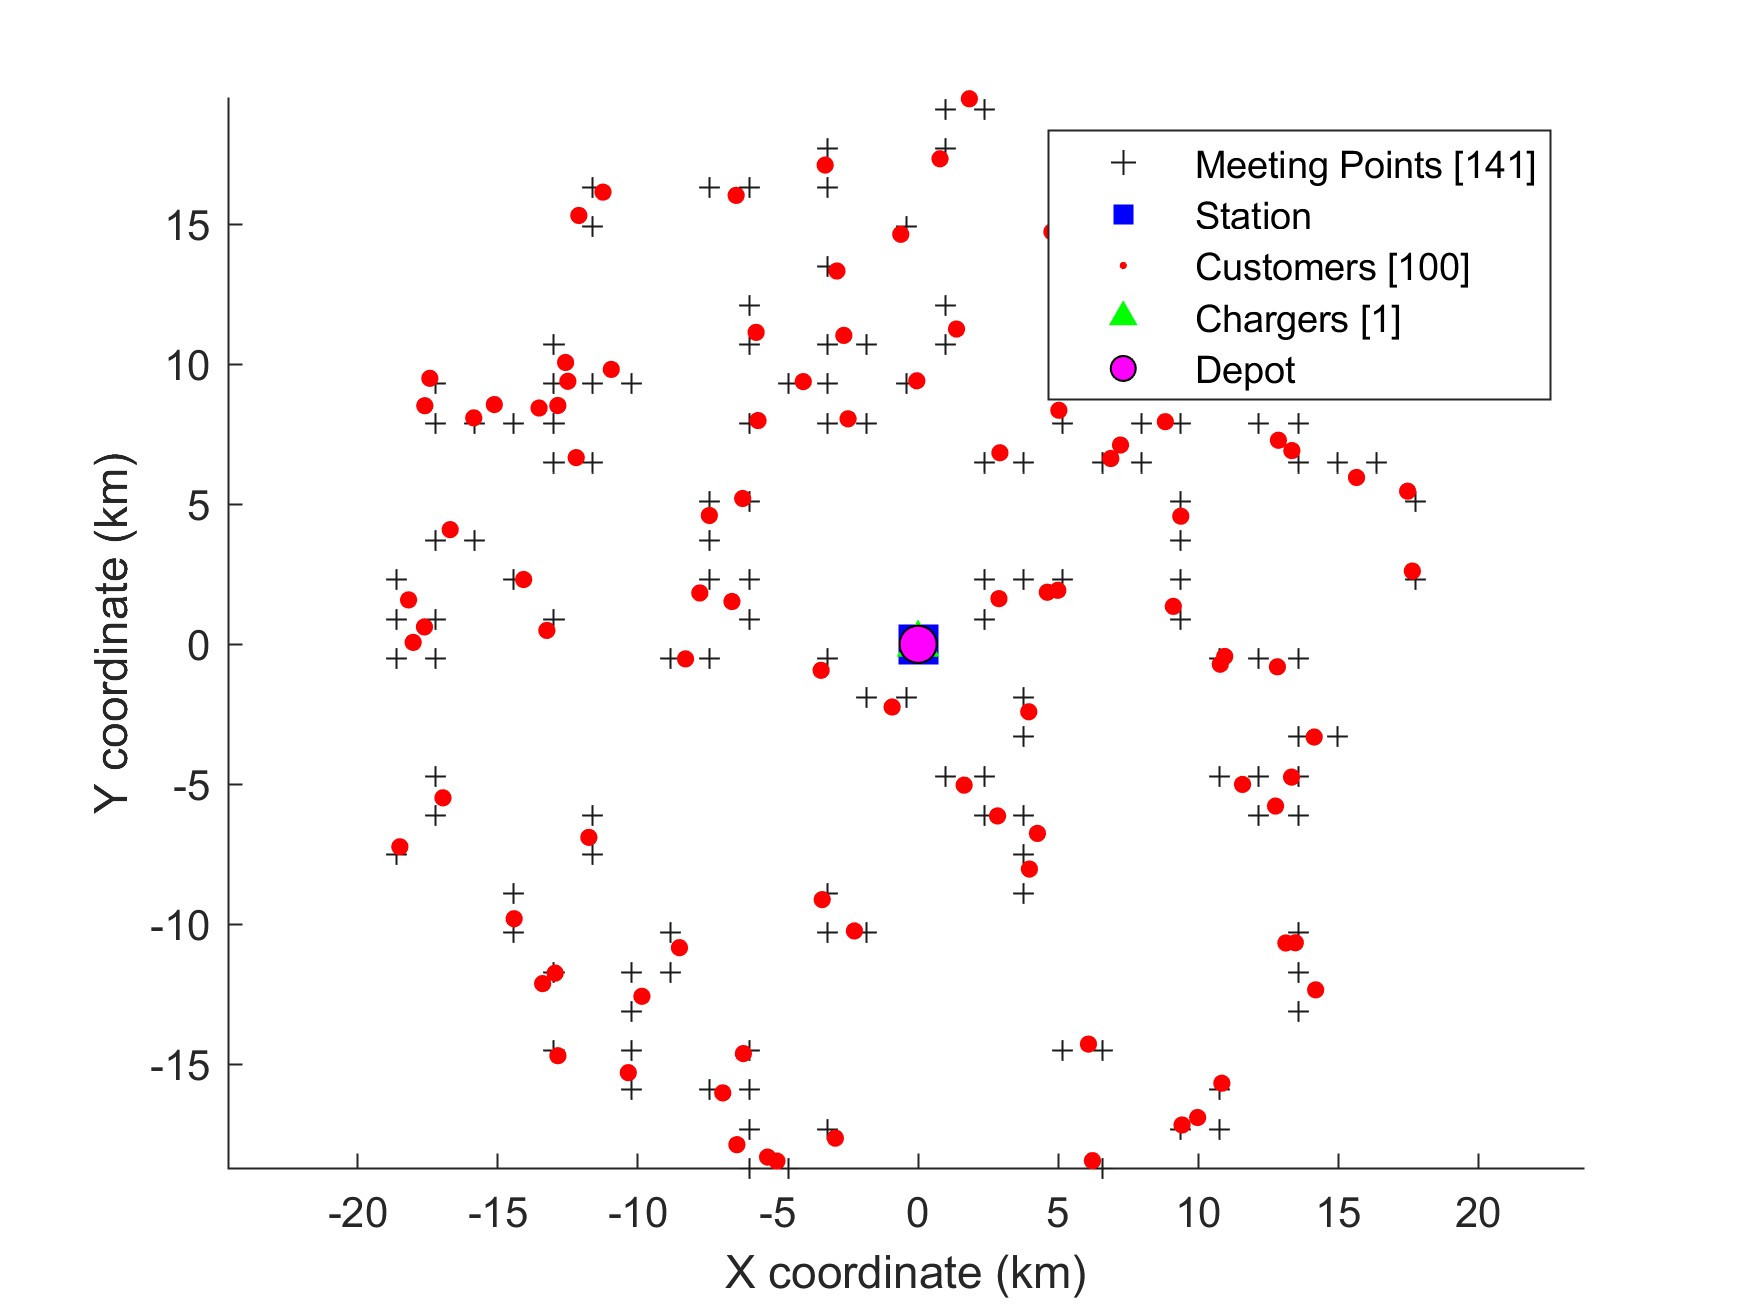 Meeting Points [141]
Station
Customers [100]
Chargers [1]
Depot
15
10
5
0
-5
-10
-15
Y coordinate (km)
-20 -15 -10 -5 0 5 10 15 20
X coordinate (km)